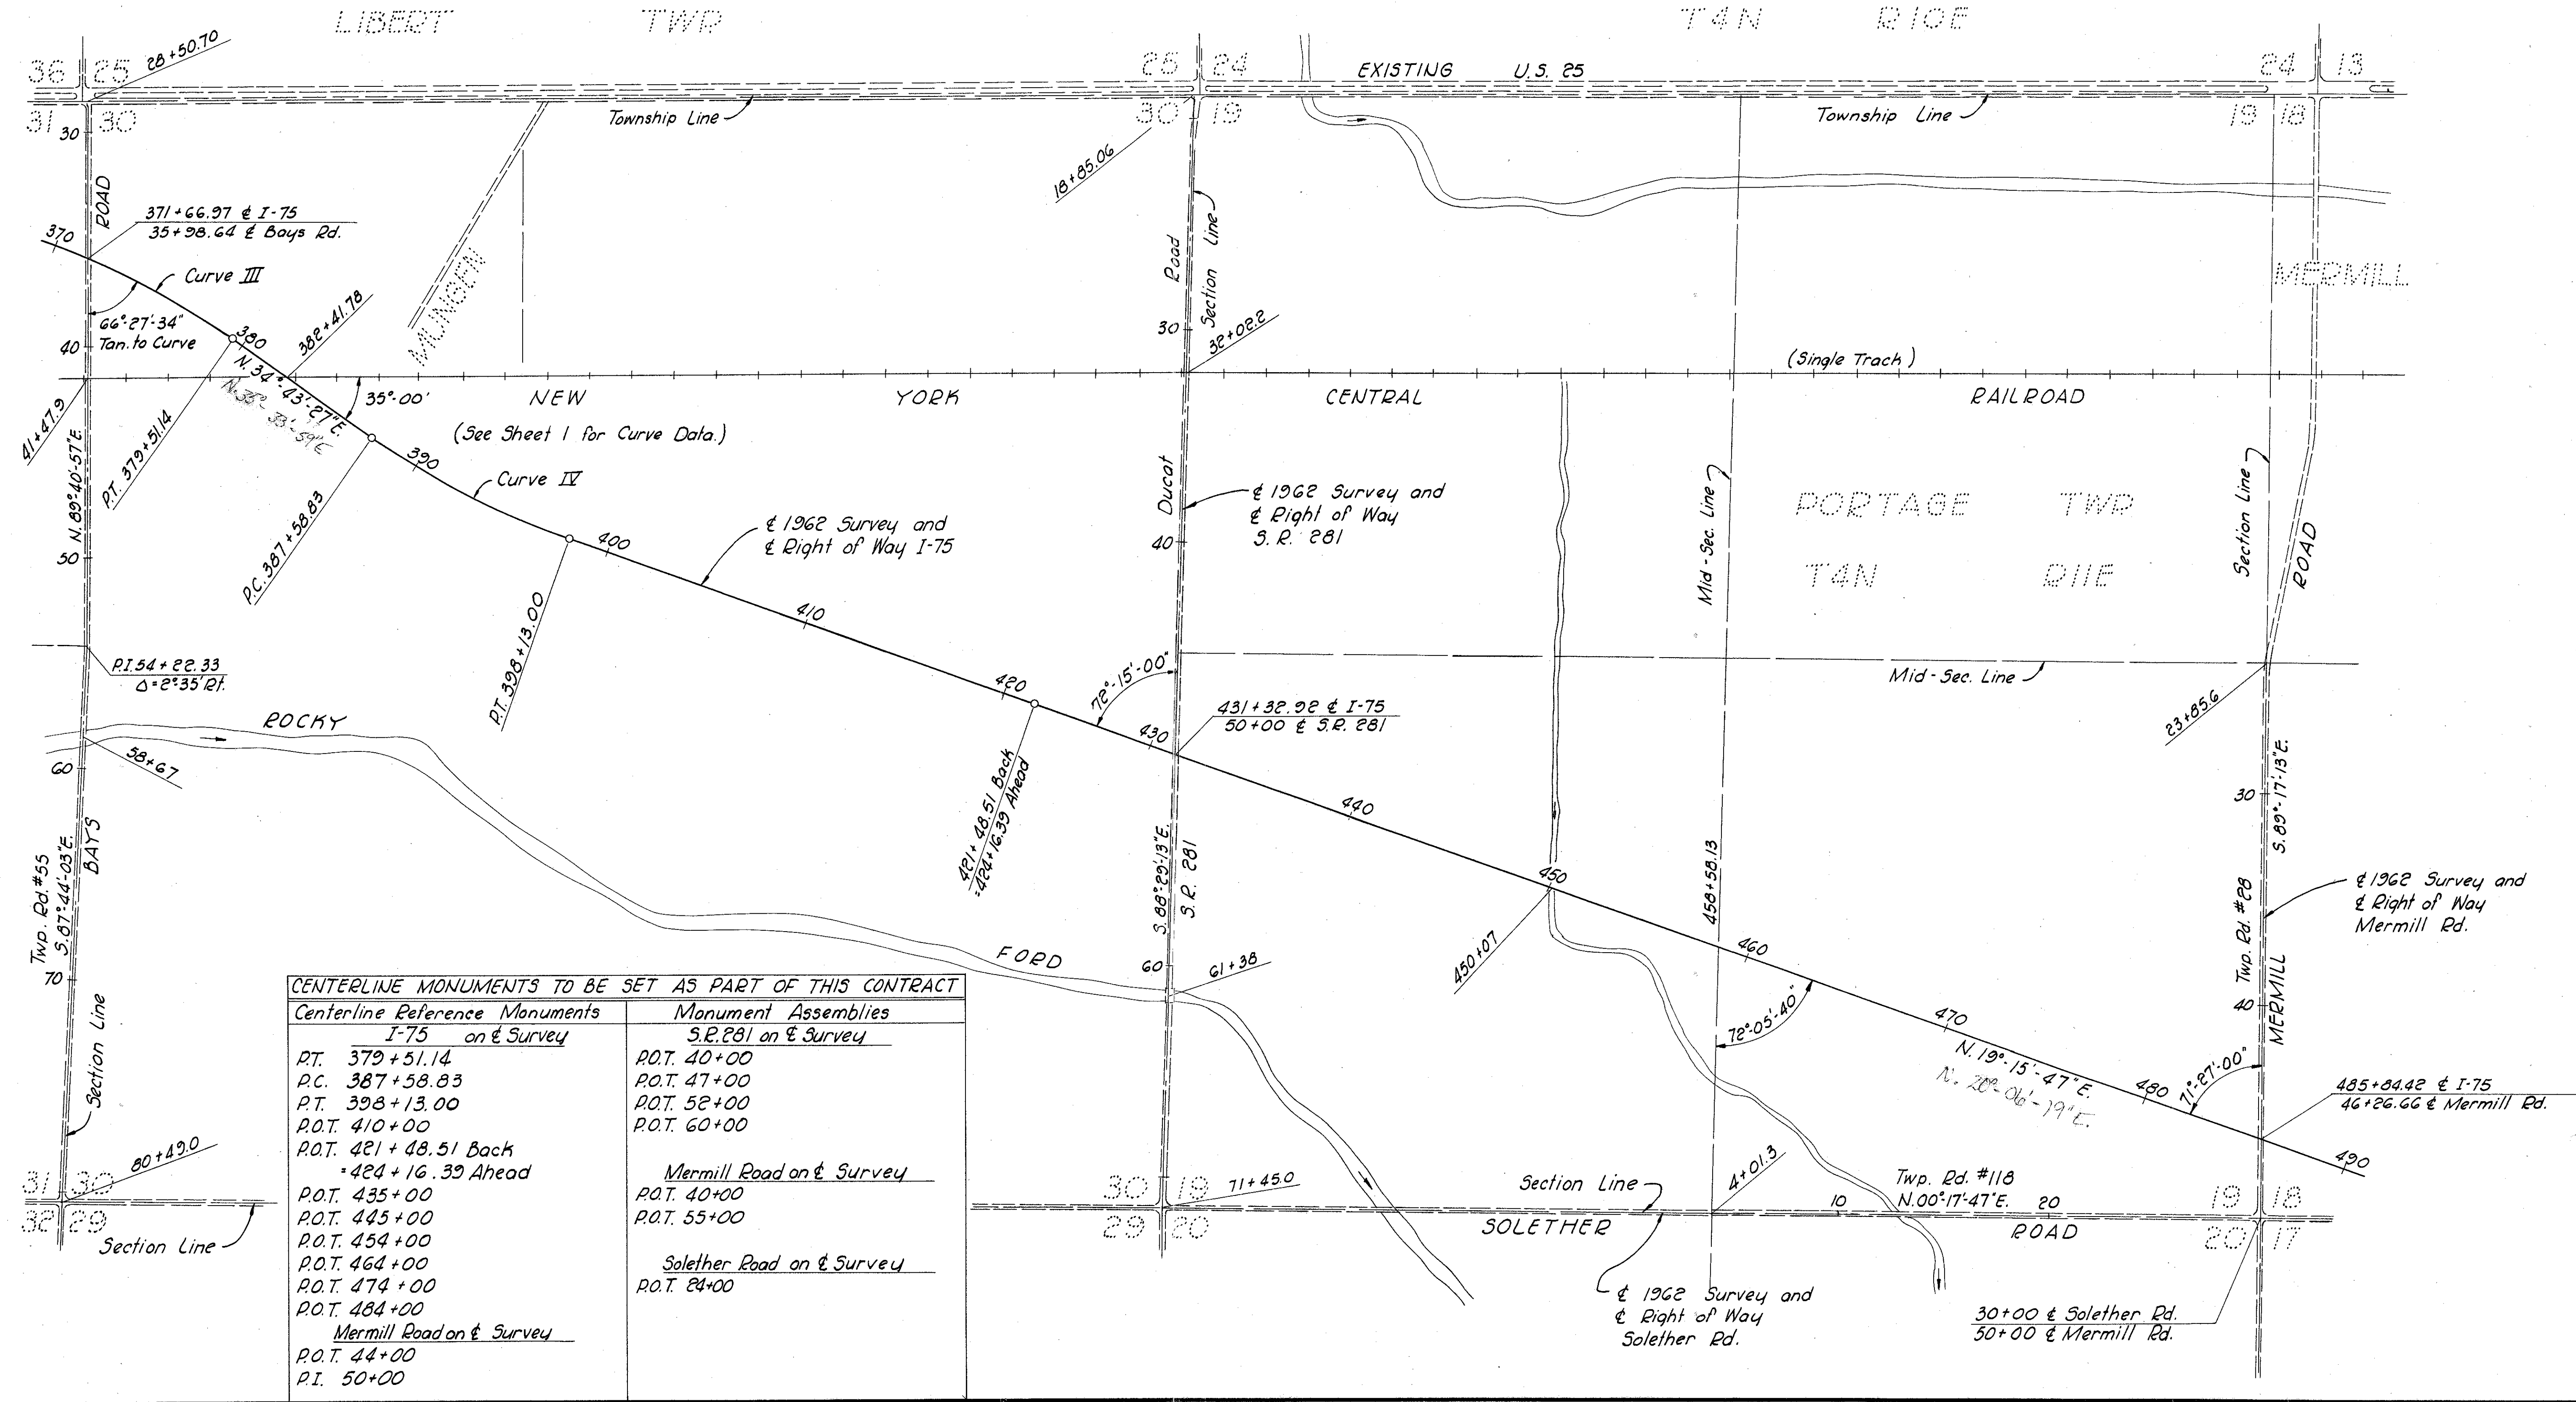 LIBERT TWP
T4N R10E
36 25
28+50.70
25 24
EXISTING U.S. 25
24 13
31 30
Township Line
30 19
Township Line
19 18
30
ROAD
18+85.06
371+66.97 ℄ I-75
35+98.64 ℄ Bays Rd.
370
Curve III
MUNGEN
Road
Section Line
MERMILL
66°-27'-34"
Tan. to Curve
380
382+41.78
30
32+02.2
40
(Single Track)
N. 34°-43'-27"E.
N. 35°-33'-59"E
35°-00'
NEW YORK CENTRAL RAILROAD
41+47.9
N.89°40'-57"E.
P.T. 379+51.14
(See Sheet 1 for Curve Data.)
390
Curve IV
P.C. 387+58.83
Ducat
℄ 1962 Survey and
℄ Right of Way
S. R. 281
Mid-Sec. Line
Section Line
PORTAGE TWP
T4N R11E
ROAD
400
℄ 1962 Survey and
℄ Right of Way I-75
40
50
410
P.T. 398+13.00
P.I. 54+22.33
Δ=2°35'Rt.
420
72°-15'-00"
Mid-Sec. Line
431+32.92 ℄ I-75
50+00 ℄ S.R. 281
23+85.6
ROCKY
430
58+67
60
421+48.51 Back
=424+16.39 Ahead
440
30
S.89°-17'-13"E.
Twp. Rd. #55
S.87°44'-03"E.
BAYS
S.88°-29'-13"E.
S.R. 281
450
458+58.13
℄ 1962 Survey and
℄ Right of Way
Mermill Rd.
Twp. Rd. #28
MERMILL
FORD
60
61+38
450+07
460
70
Section Line
72°-05'-40"
470
40
N. 19°-15'-47"E.
N. 20°-06'-19"E.
480
71°-27'-00"
485+84.42 ℄ I-75
46+26.66 ℄ Mermill Rd.
490
CENTERLINE MONUMENTS TO BE SET AS PART OF THIS CONTRACT
Centerline Reference Monuments
I-75 on ℄ Survey
P.T. 379+51.14
P.C. 387+58.83
P.T. 398+13.00
P.O.T. 410+00
P.O.T. 421+48.51 Back
=424+16.39 Ahead
P.O.T. 435+00
P.O.T. 445+00
P.O.T. 454+00
P.O.T. 464+00
P.O.T. 474+00
P.O.T. 484+00
Mermill Road on ℄ Survey
P.O.T. 44+00
P.I. 50+00
Monument Assemblies
S.R.281 on ℄ Survey
P.O.T. 40+00
P.O.T. 47+00
P.O.T. 52+00
P.O.T. 60+00
Mermill Road on ℄ Survey
P.O.T. 40+00
P.O.T. 55+00
Solether Road on ℄ Survey
P.O.T. 24+00
80+49.0
31 30
32 29
Section Line
30 19
29 20
71+45.0
Section Line
4+01.3
Twp. Rd. #118
N.00°-17'-47"E.
10
20
SOLETHER ROAD
19 18
20 17
℄ 1962 Survey and
℄ Right of Way
Solether Rd.
30+00 ℄ Solether Rd.
50+00 ℄ Mermill Rd.